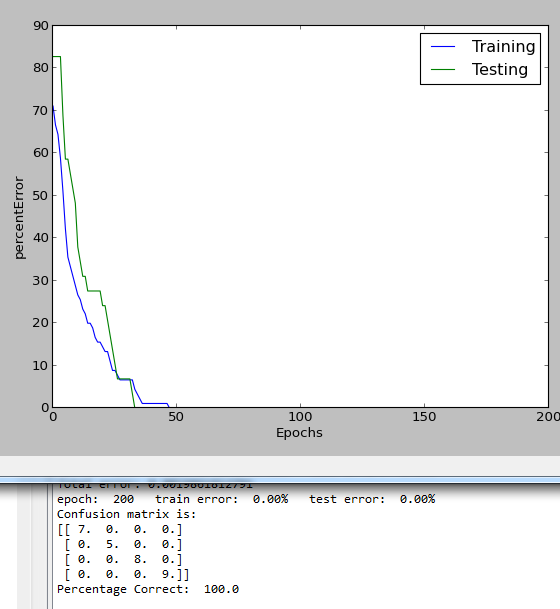 90
80
70
60
50
40
30
20
10
0
percentError
Training
Testing
0 50 100 150 200
Epochs
Total error: 
epoch:  200   train error:  0.00%   test error:  0.00%
Confusion matrix is:
[[ 7.  0.  0.  0.]
 [ 0.  5.  0.  0.]
 [ 0.  0.  8.  0.]
 [ 0.  0.  0.  9.]]
Percentage Correct:  100.0